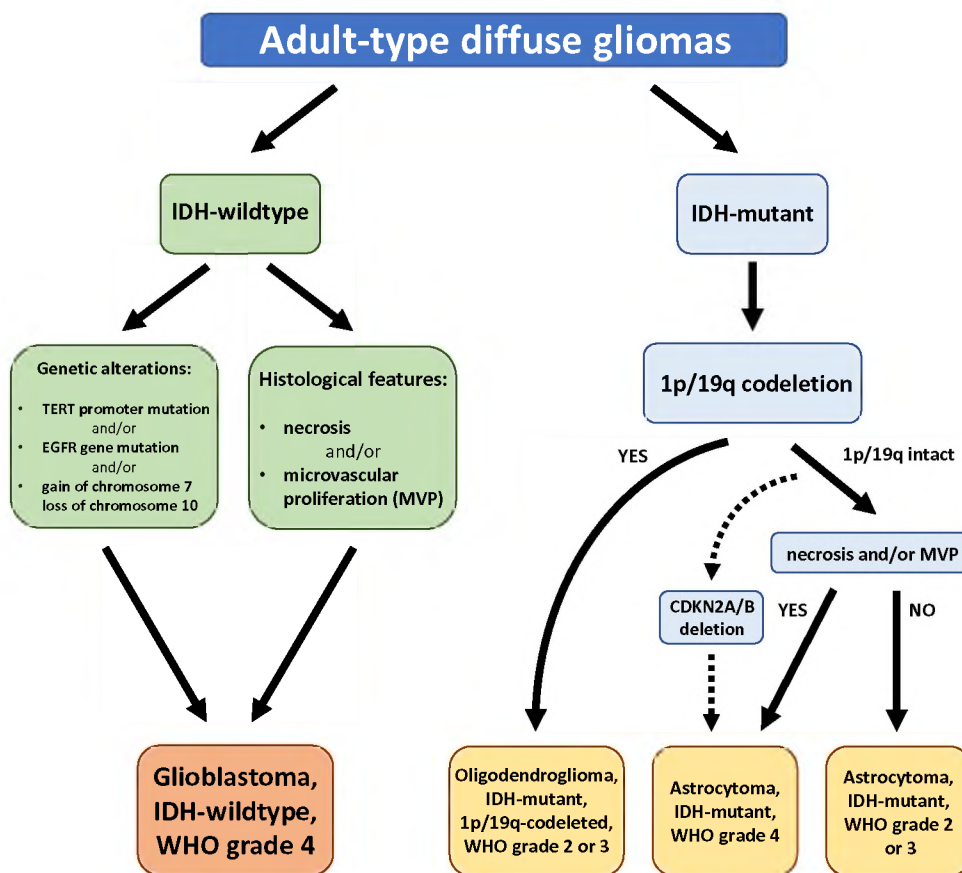 Adult-type diffuse gliomas
IDH-wildtype
IDH-mutant
Genetic alterations:
• TERT promoter mutation
and/or
• EGFR gene mutation
and/or
• gain of chromosome 7
loss of chromosome 10
Histological features:
• necrosis
and/or
• microvascular
proliferation (MVP)
1p/19q codeletion
YES
1p/19q intact
necrosis and/or MVP
CDKN2A/B
deletion
YES
NO
Glioblastoma,
IDH-wildtype,
WHO grade 4
Oligodendroglioma,
IDH-mutant,
1p/19q-codeleted,
WHO grade 2 or 3
Astrocytoma,
IDH-mutant,
WHO grade 4
Astrocytoma,
IDH-mutant,
WHO grade 2
or 3